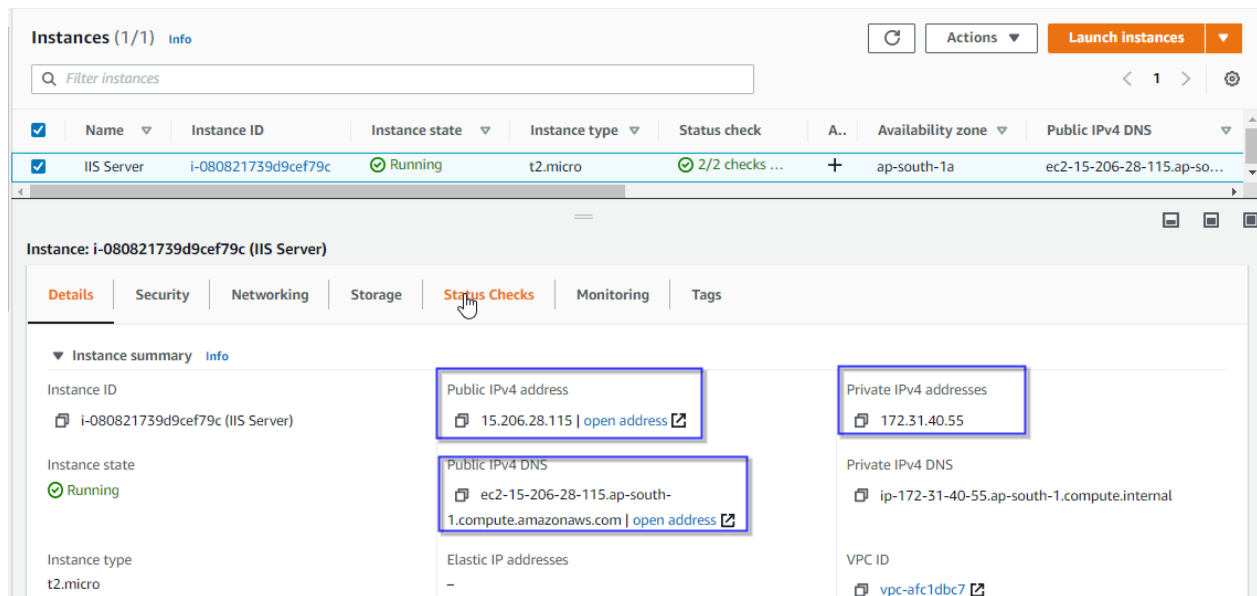 Instances (1/1) Info
Actions
Launch instances
Filter instances
1
Name Instance ID Instance state Instance type Status check A.. Availability zone Public IPv4 DNS
IIS Server i-080821739d9cef79c Running t2.micro 2/2 checks ... + ap-south-1a ec2-15-206-28-115.ap-so...
Instance: i-080821739d9cef79c (IIS Server)
Details Security Networking Storage Status Checks Monitoring Tags
Instance summary Info
Instance ID Public IPv4 address Private IPv4 addresses
i-080821739d9cef79c (IIS Server) 15.206.28.115 | open address 172.31.40.55
Instance state Public IPv4 DNS Private IPv4 DNS
Running ec2-15-206-28-115.ap-south- ip-172-31-40-55.ap-south-1.compute.internal
1.compute.amazonaws.com | open address
Instance type Elastic IP addresses VPC ID
t2.micro – vpc-afc1dbc7